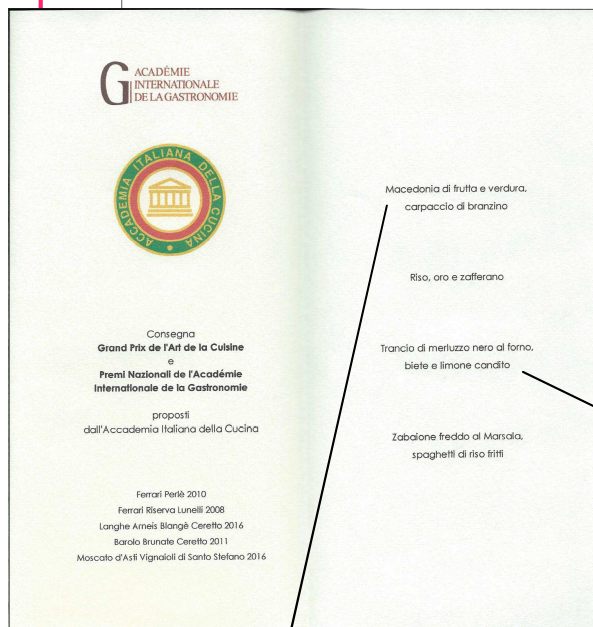 G ACADÉMIE
INTERNATIONALE
DE LA GASTRONOMIE
ACCADEMIA ITALIANA DELLA CUCINA
Consegna
Grand Prix de l'Art de la Cuisine
e
Premi Nazionali de l'Académie
Internationale de la Gastronomie
proposti
dall'Accademia Italiana della Cucina
Ferrari Perlè 2010
Ferrari Riserva Lunelli 2008
Langhe Arneis Blangè Ceretto 2016
Barolo Brunate Ceretto 2011
Moscato d'Asti Vignaioli di Santo Stefano 2016
Macedonia di frutta e verdura,
carpaccio di branzino
Riso, oro e zafferano
Trancio di merluzzo nero al forno,
biete e limone candito
Zabaione freddo al Marsala,
spaghetti di riso fritti